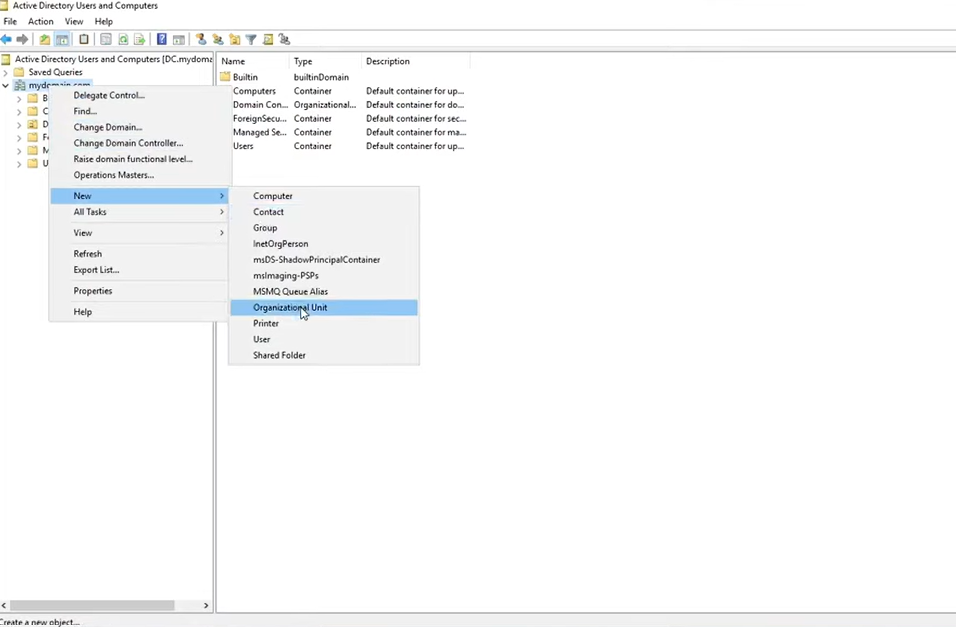 Active Directory Users and Computers
File Action View Help
Active Directory Users and Computers [DC.mydoma
Saved Queries
mydomain.com
B
C
D
F
M
U
Delegate Control...
Find...
Change Domain...
Change Domain Controller...
Raise domain functional level...
Operations Masters...
New
All Tasks
View
Refresh
Export List...
Properties
Help
Computer
Contact
Group
InetOrgPerson
msDS-ShadowPrincipalContainer
msImaging-PSPs
MSMQ Queue Alias
Organizational Unit
Printer
User
Shared Folder
Name Type Description
Builtin builtinDomain
Computers Container Default container for up...
Domain Con... Organizational... Default container for do...
ForeignSecu... Container Default container for sec...
Managed Se... Container Default container for ma...
Users Container Default container for up...
Create a new object...